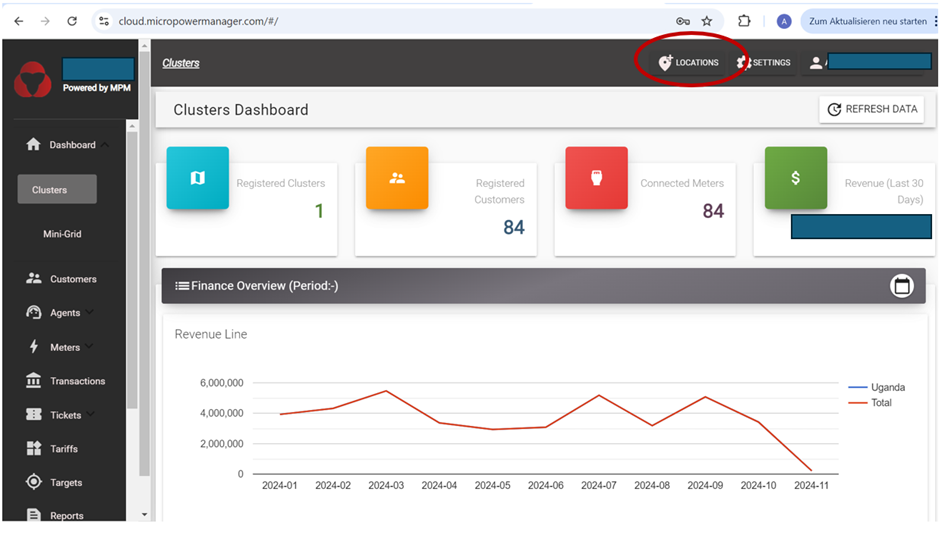 cloud.micropowermanager.com/#/
A
Zum Aktualisieren neu starten
Powered by MPM
Clusters
LOCATIONS
SETTINGS
Clusters Dashboard
REFRESH DATA
Dashboard
Clusters
Mini-Grid
Customers
Agents
Meters
Transactions
Tickets
Tariffs
Targets
Reports
Registered Clusters
1
Registered
Customers
84
Connected Meters
84
$
Revenue (Last 30
Days)
Finance Overview (Period:-)
Revenue Line
6,000,000
4,000,000
2,000,000
0
2024-01 2024-02 2024-03 2024-04 2024-05 2024-06 2024-07 2024-08 2024-09 2024-10 2024-11
Uganda
Total